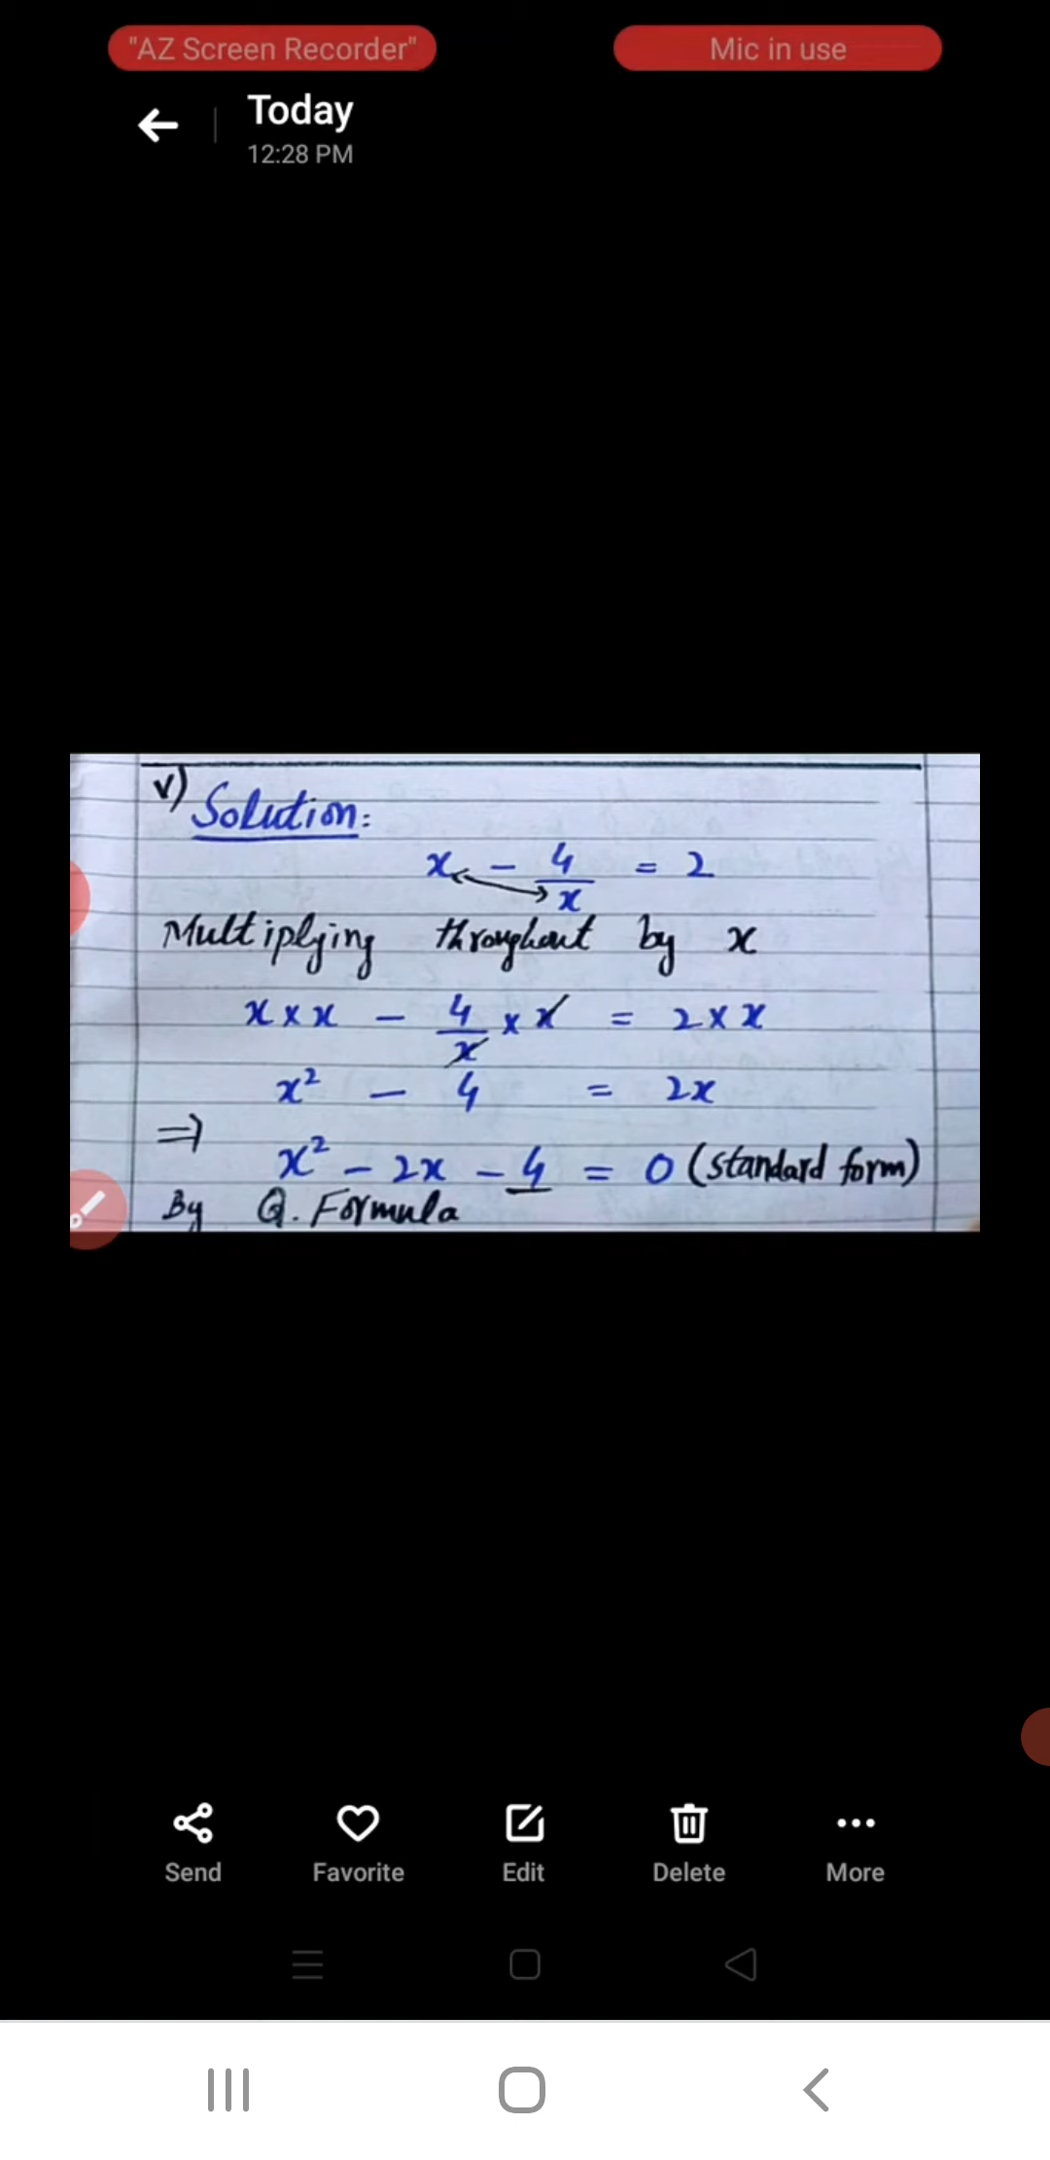 "AZ Screen Recorder" Mic in use
Today
12:28 PM
v) Solution:
x - 4/x = 2
Multiplying throughout by x
x × x - 4/x × x = 2 × x
x² - 4 = 2x
⇒ x² - 2x - 4 = 0 (standard form)
By Q. Formula
Send Favorite Edit Delete More